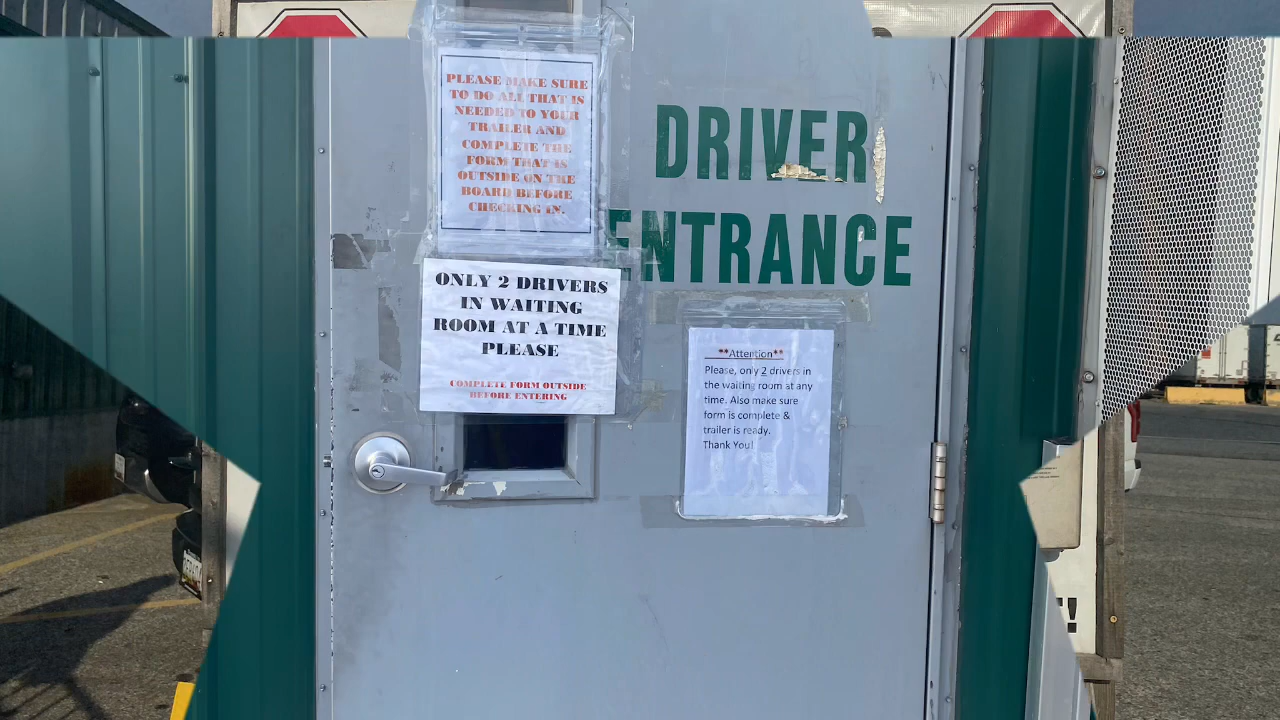 PLEASE MAKE SURE
TO DO ALL THAT IS
NEEDED TO YOUR
TRAILER AND
COMPLETE THE
FORM THAT IS
OUTSIDE ON THE
BOARD BEFORE
CHECKING IN.
DRIVER
ENTRANCE
ONLY 2 DRIVERS
IN WAITING
ROOM AT A TIME
PLEASE
COMPLETE FORM OUTSIDE
BEFORE ENTERING
**Attention**
Please, only 2 drivers in
the waiting room at any
time. Also make sure
form is complete &
trailer is ready.
Thank You!
!